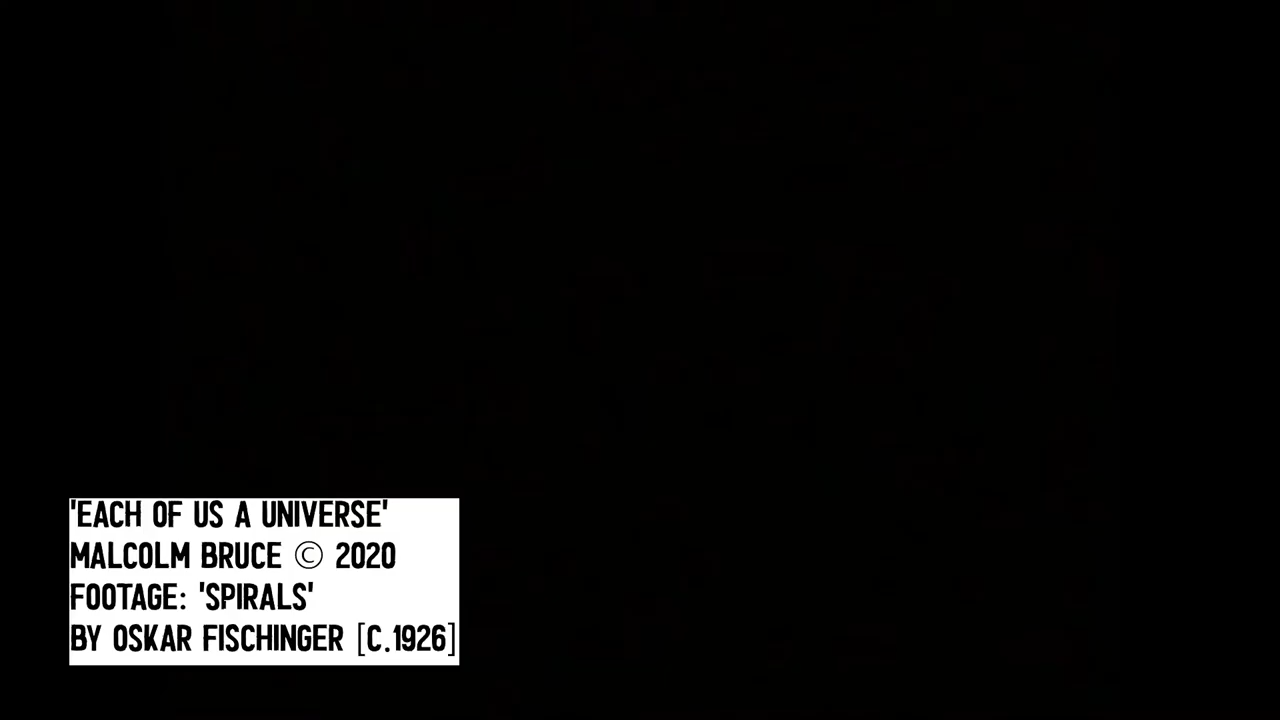 'EACH OF US A UNIVERSE'
MALCOLM BRUCE © 2020
FOOTAGE: 'SPIRALS'
BY OSKAR FISCHINGER [C.1926]